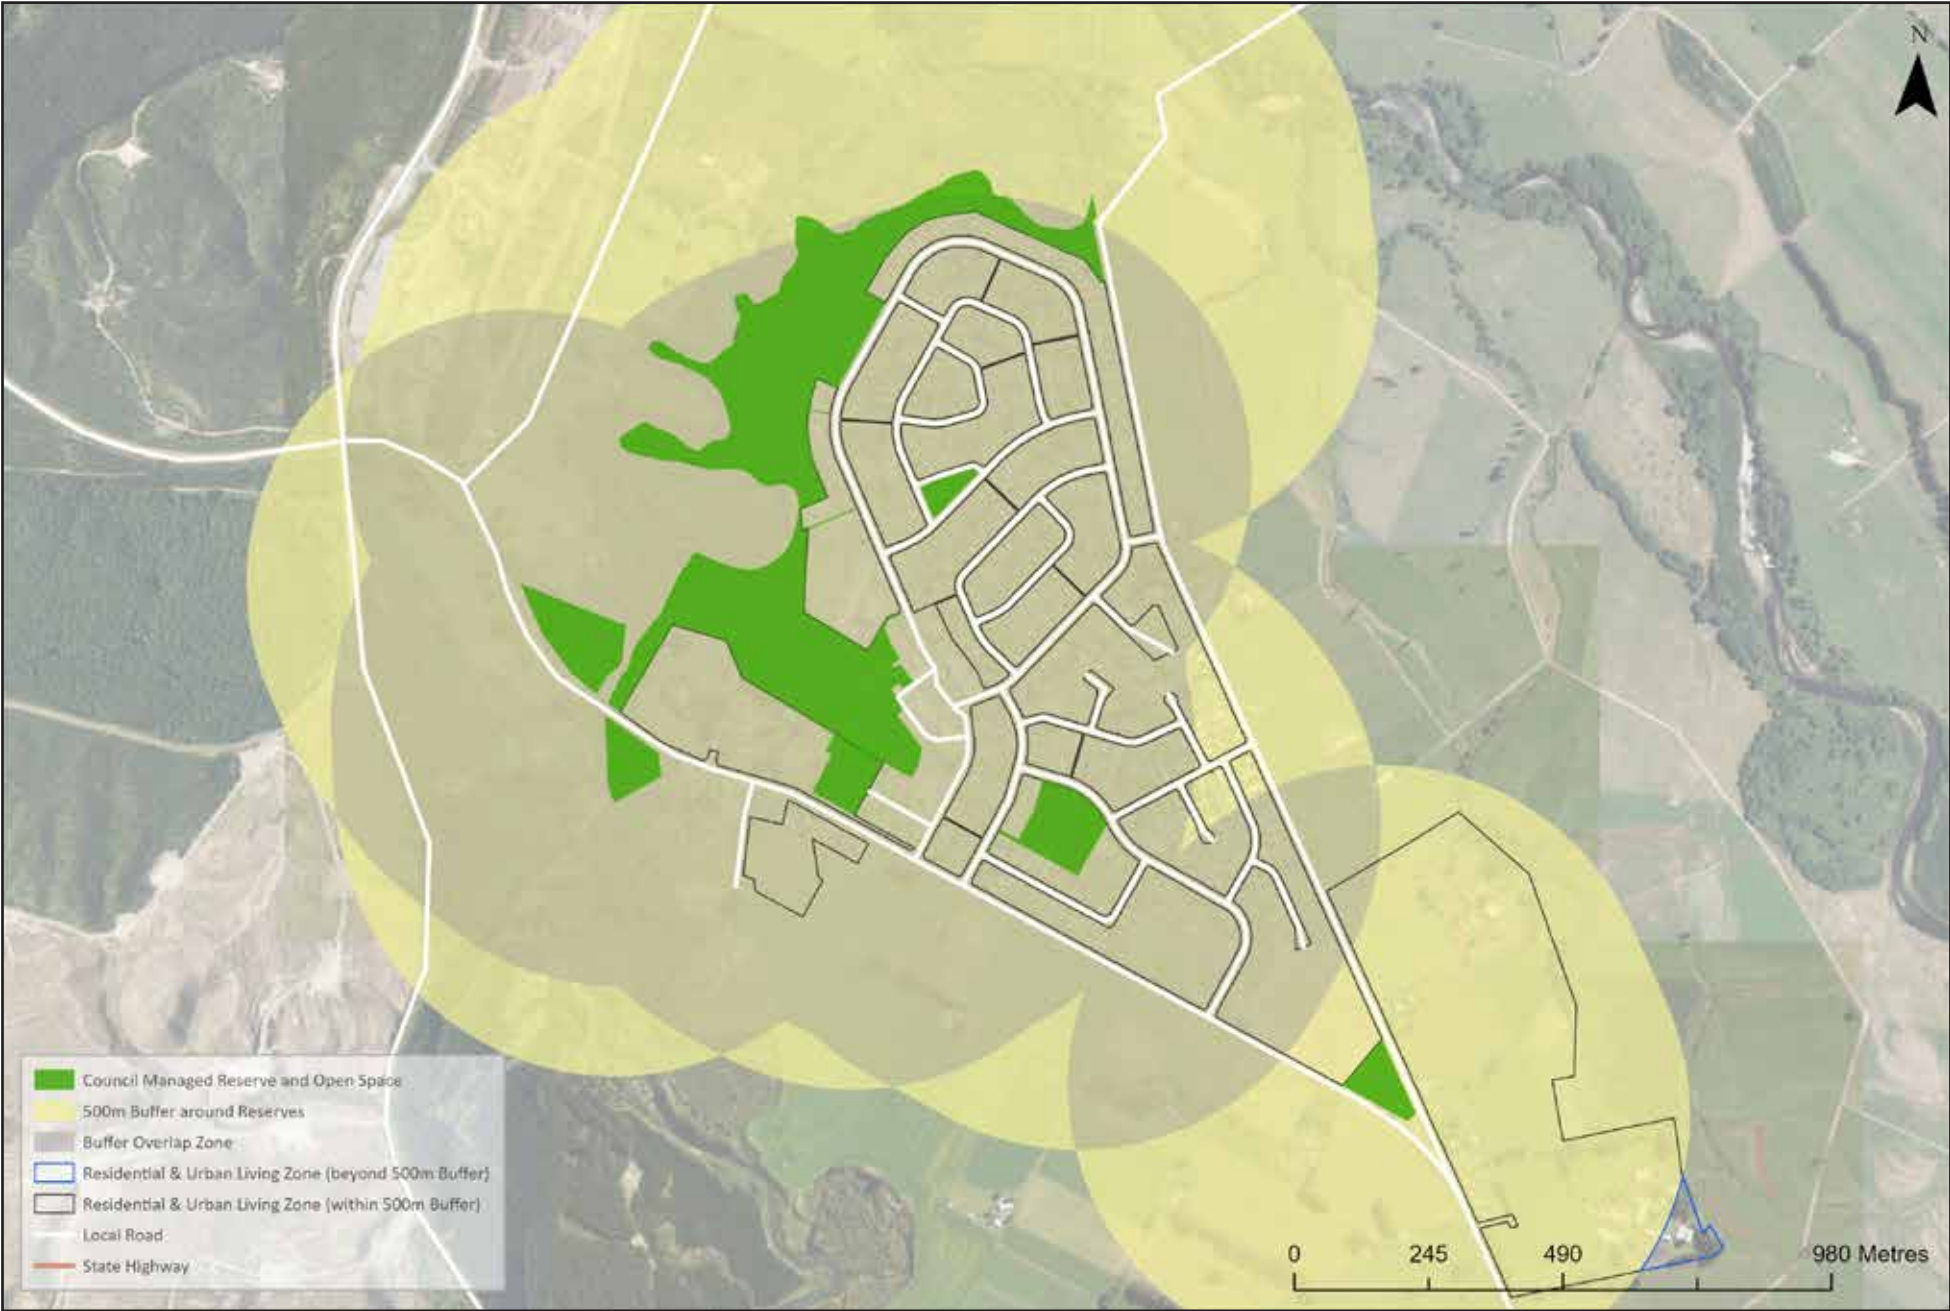 N
Council Managed Reserve and Open Space
500m Buffer around Reserves
Buffer Overlap Zone
Residential & Urban Living Zone (beyond 500m Buffer)
Residential & Urban Living Zone (within 500m Buffer)
Local Road
State Highway
0 245 490 980 Metres